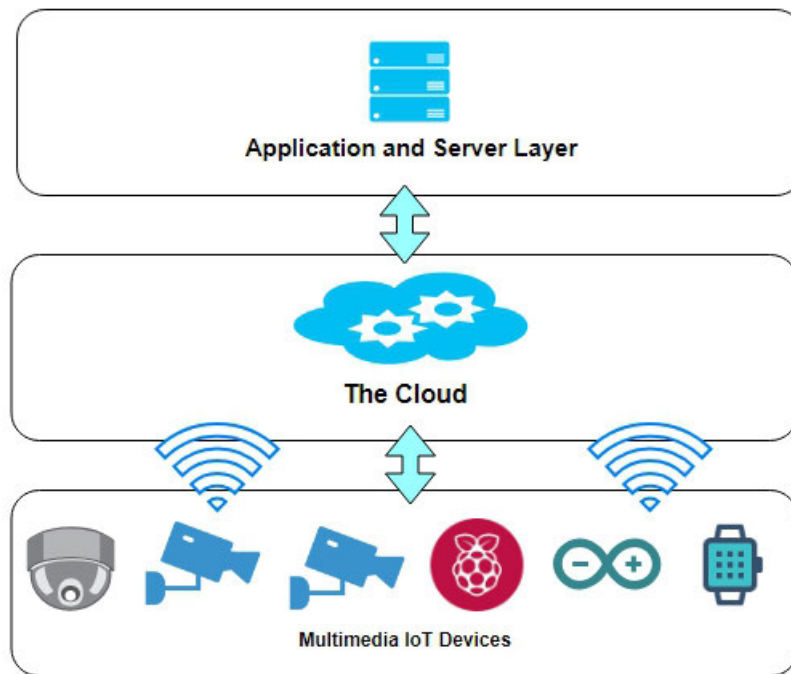 Application and Server Layer
The Cloud
Multimedia IoT Devices